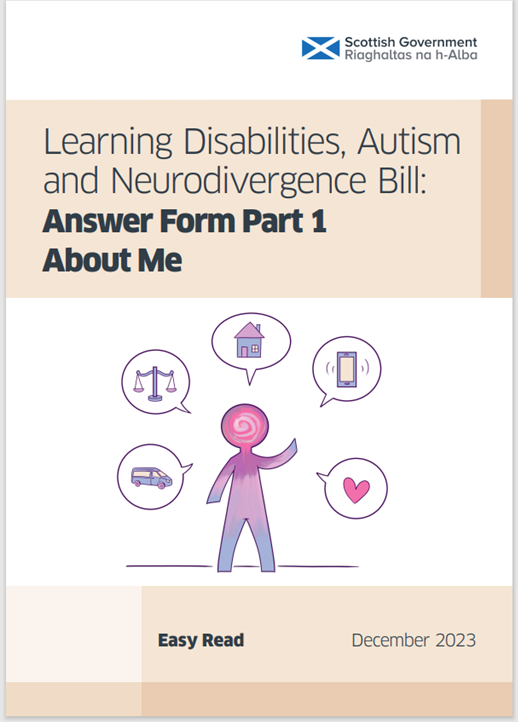 Scottish Government
Riaghaltas na h-Alba
Learning Disabilities, Autism
and Neurodivergence Bill:
Answer Form Part 1
About Me
Easy Read
December 2023